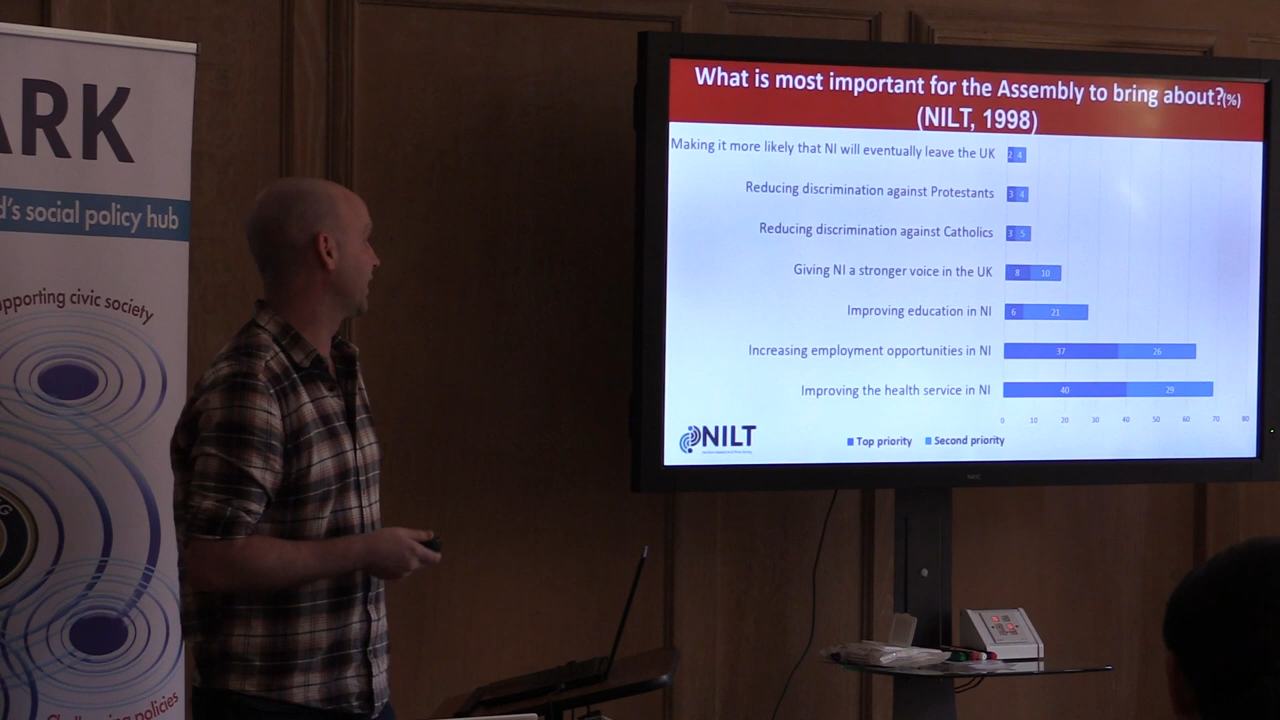 ARK
d's social policy hub
pporting civic society
policies
What is most important for the Assembly to bring about?(%)
(NILT, 1998)
Making it more likely that NI will eventually leave the UK 2 4
Reducing discrimination against Protestants 3 4
Reducing discrimination against Catholics 3 5
Giving NI a stronger voice in the UK 8 10
Improving education in NI 6 21
Increasing employment opportunities in NI 37 26
Improving the health service in NI 40 29
0 10 20 30 40 50 60 70 80
NILT
Top priority Second priority
NEC